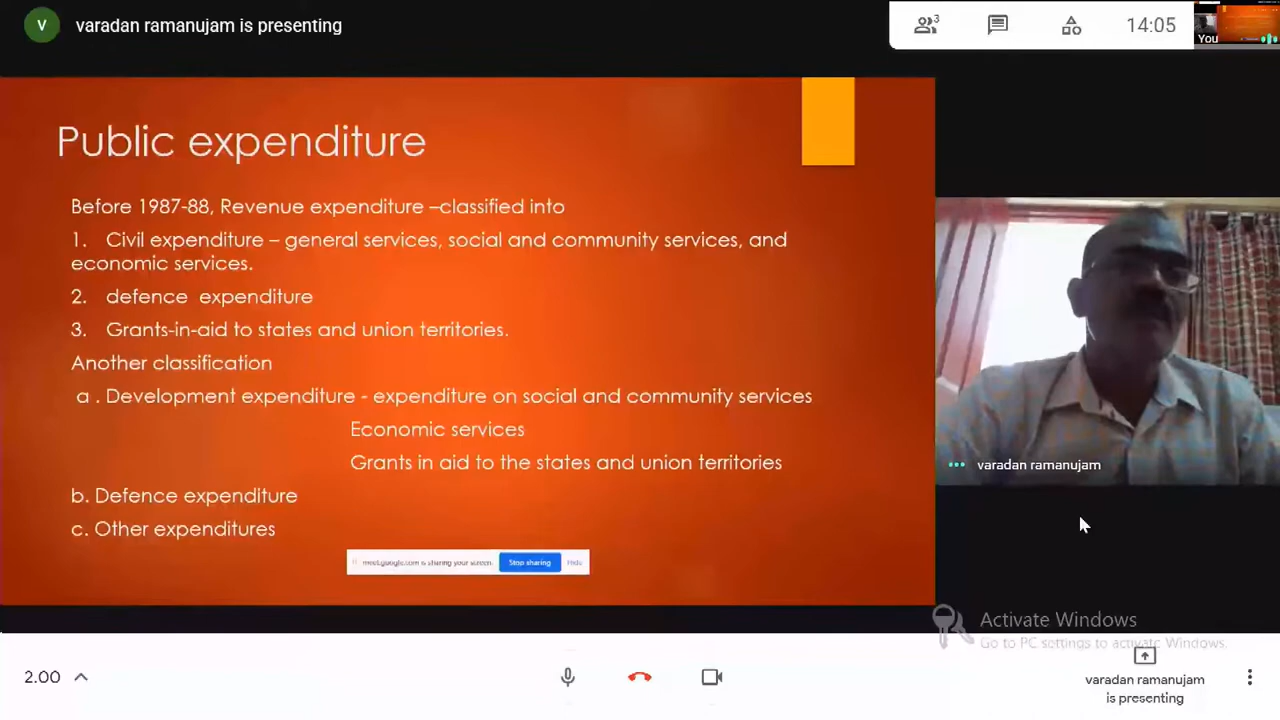 V
varadan ramanujam is presenting
3
14:05
You
Public expenditure
Before 1987-88, Revenue expenditure –classified into
1. Civil expenditure – general services, social and community services, and
economic services.
2. defence expenditure
3. Grants-in-aid to states and union territories.
Another classification
a . Development expenditure - expenditure on social and community services
Economic services
Grants in aid to the states and union territories
b. Defence expenditure
c. Other expenditures
meet.google.com is sharing your screen. Stop sharing Hide
varadan ramanujam
Activate Windows
Go to PC settings to activate Windows.
2.00
varadan ramanujam
is presenting